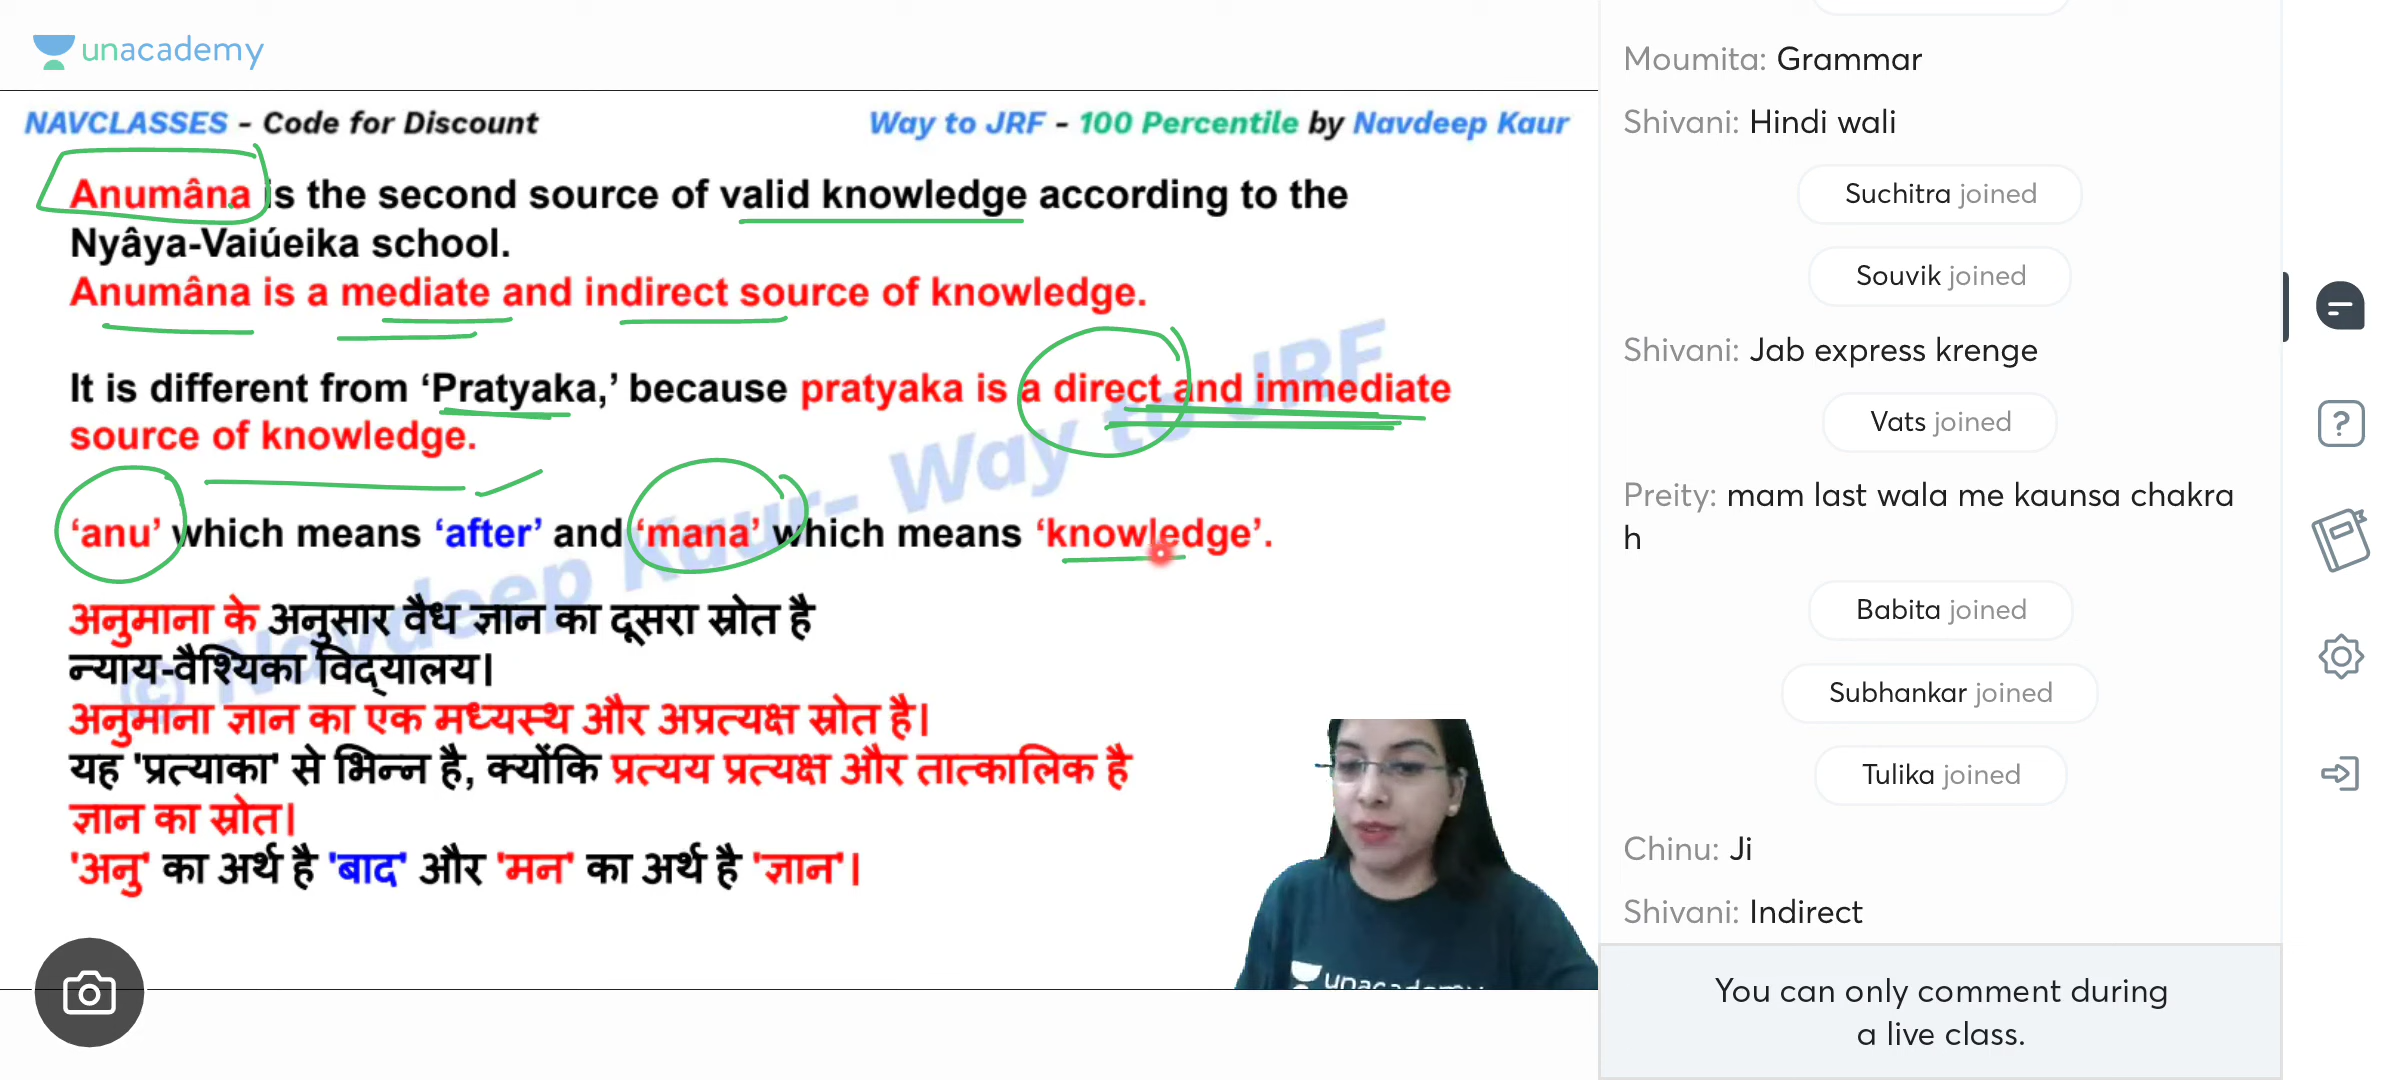 unacademy
NAVCLASSES - Code for Discount
Way to JRF - 100 Percentile by Navdeep Kaur
Anumâna is the second source of valid knowledge according to the
Nyâya-Vaiúeika school.
Anumâna is a mediate and indirect source of knowledge.
It is different from ‘Pratyaka,’ because pratyaka is a direct and immediate
source of knowledge.
‘anu’ which means ‘after’ and ‘mana’ which means ‘knowledge’.
अनुमाना के अनुसार वैध ज्ञान का दूसरा स्रोत है
न्याय-वैश्यिका विद्यालय।
अनुमाना ज्ञान का एक मध्यस्थ और अप्रत्यक्ष स्रोत है।
यह 'प्रत्याका' से भिन्न है, क्योंकि प्रत्यय प्रत्यक्ष और तात्कालिक है
ज्ञान का स्रोत।
'अनु' का अर्थ है 'बाद' और 'मन' का अर्थ है 'ज्ञान'।
© Navdeep Kaur- Way to JRF
unacademy
Moumita: Grammar
Shivani: Hindi wali
Suchitra joined
Souvik joined
Shivani: Jab express krenge
Vats joined
Preity: mam last wala me kaunsa chakra
h
Babita joined
Subhankar joined
Tulika joined
Chinu: Ji
Shivani: Indirect
You can only comment during
a live class.